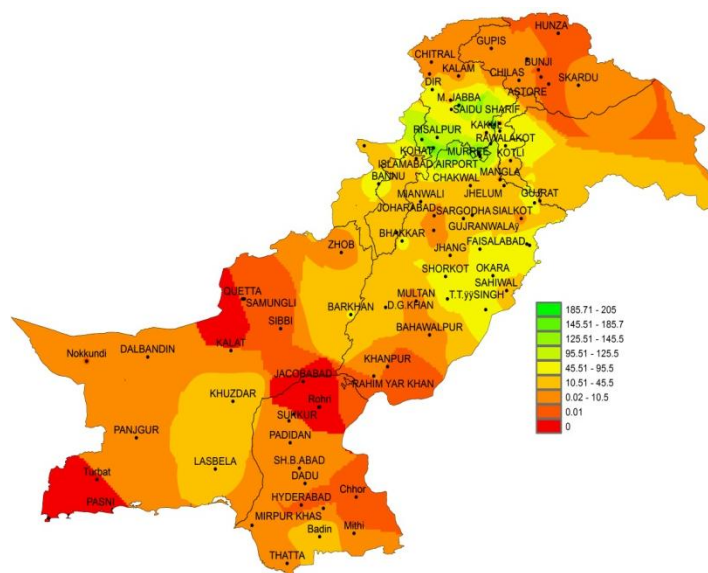 HUNZA
GUPIS
CHITRAL
BUNJI
KALAM
CHILAS
SKARDU
DIR
ASTORE
M. JABBA
SAIDU SHARIF
RISALPUR
RAWALAKOT
KOHAT
MURREE
KOTLI
ISLAMABAD AIRPORT
MANGLA
BANNU
CHAKWAL
MIANWALI
JHELUM
GUJRAT
JOHARABAD
SARGODHA
SIALKOT
GUJRANWALAÿ
BHAKKAR
FAISALABAD
ZHOB
JHANG
SHORKOT
OKARA
SAHIWAL
QUETTA
SAMUNGLI
MULTAN
T.T.ÿÿSINGH
185.71 - 205
D.G.KHAN
145.51 - 185.7
BARKHAN
125.51 - 145.5
SIBBI
BAHAWALPUR
95.51 - 125.5
KALAT
45.51 - 95.5
Nokkundi
DALBANDIN
KHANPUR
10.51 - 45.5
JACOBABAD
RAHIM YAR KHAN
0.02 - 10.5
KHUZDAR
Rohri
0.01
SUKKUR
0
PANJGUR
PADIDAN
LASBELA
SH.B.ABAD
Turbat
DADU
Chhor
PASNI
HYDERABAD
MIRPUR KHAS
Badin
Mithi
THATTA